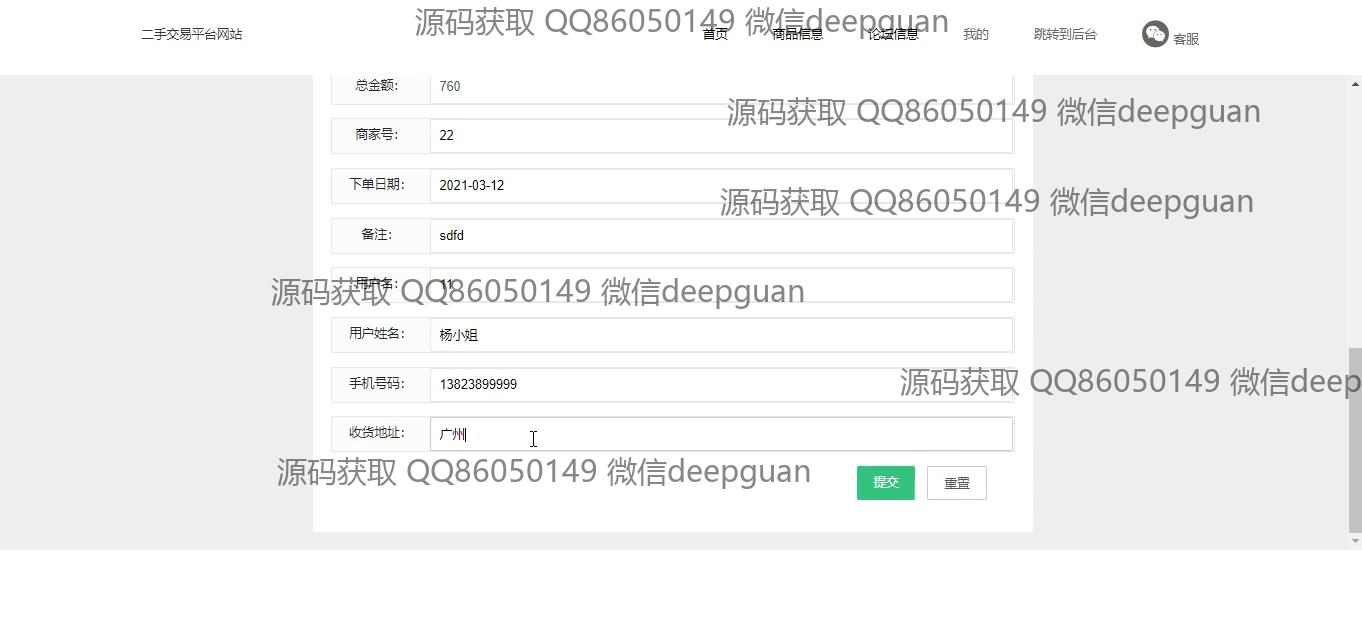 源码获取 QQ86050149 微信deepguan
二手交易平台网站 首页 商品信息 论坛信息 我的 跳转到后台 客服
总金额: 760
源码获取 QQ86050149 微信deepguan
商家号: 22
下单日期: 2021-03-12
源码获取 QQ86050149 微信deepguan
备注: sdfd
用户名: 11
源码获取 QQ86050149 微信deepguan
用户姓名: 杨小姐
手机号码: 13823899999
源码获取 QQ86050149 微信deep
收货地址: 广州
源码获取 QQ86050149 微信deepguan
提交 重置